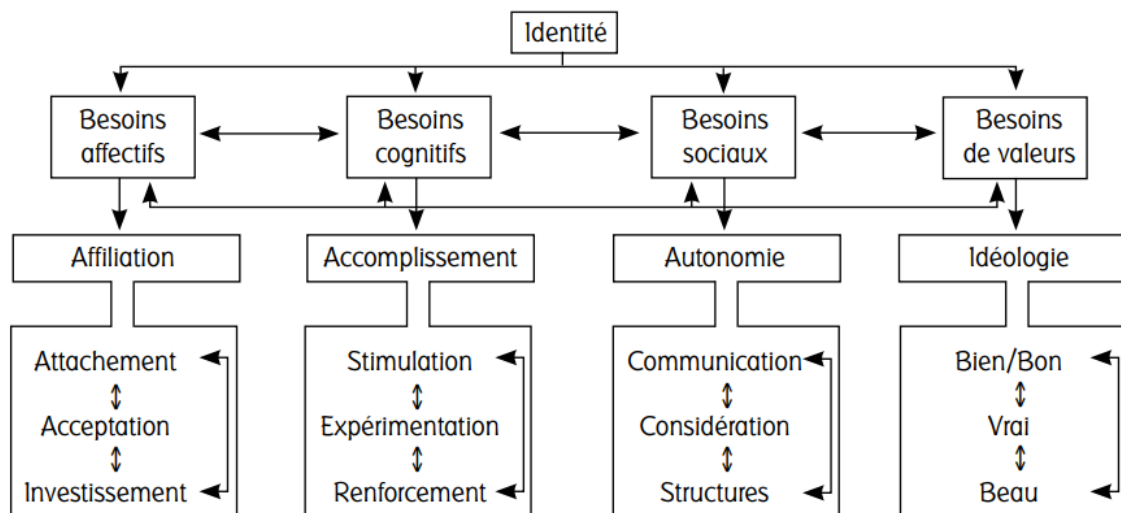 Identité
Besoins
affectifs
Besoins
cognitifs
Besoins
sociaux
Besoins
de valeurs
Affiliation
Accomplissement
Autonomie
Idéologie
Attachement
Acceptation
Investissement
Stimulation
Expérimentation
Renforcement
Communication
Considération
Structures
Bien/Bon
Vrai
Beau